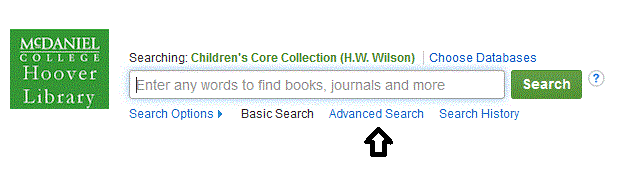 McDANIEL
COLLEGE
Hoover
Library
Searching: Children's Core Collection (H.W. Wilson) Choose Databases
Enter any words to find books, journals and more Search ?
Search Options Basic Search Advanced Search Search History